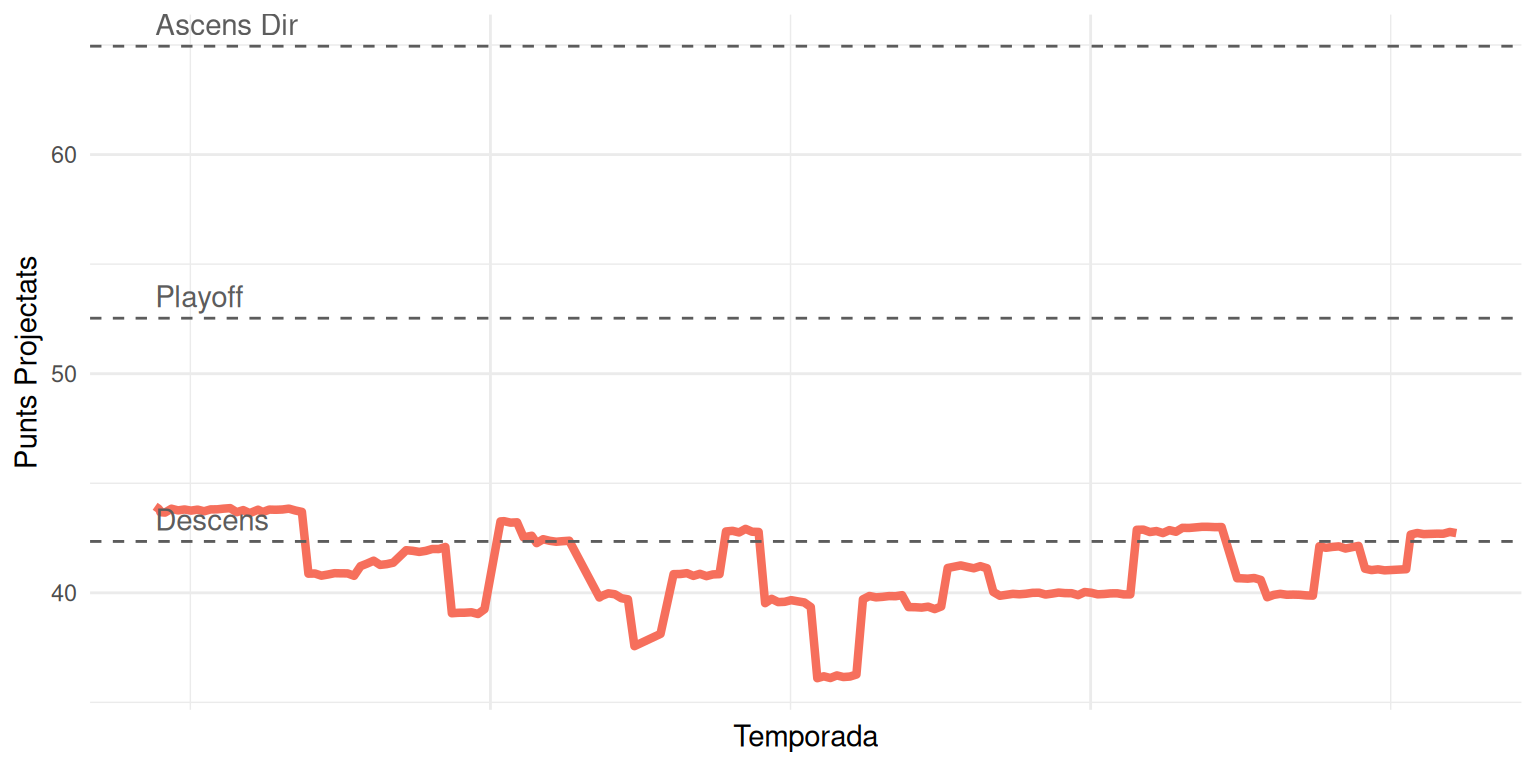 Ascens Dir
60
Playoff
50
Descens
40
Punts Projectats
Temporada